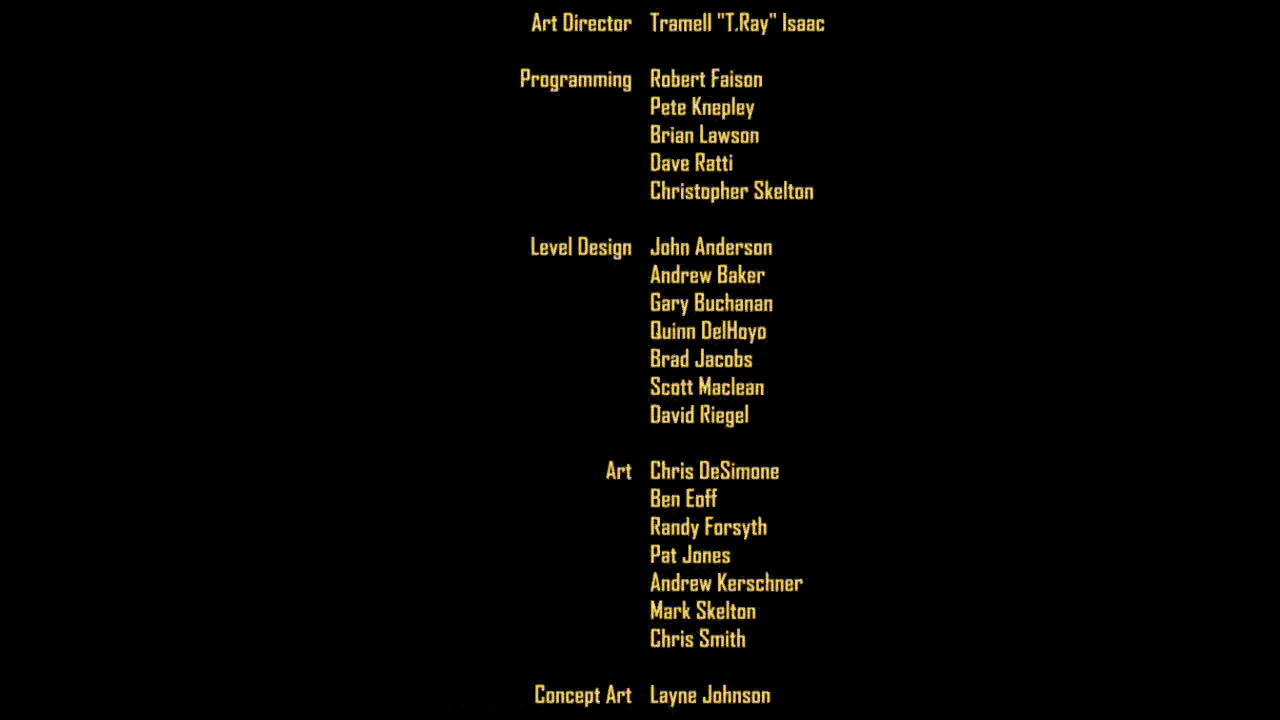 Art Director Tramell "T.Ray" Isaac
Programming Robert Faison
Pete Knepley
Brian Lawson
Dave Ratti
Christopher Skelton
Level Design John Anderson
Andrew Baker
Gary Buchanan
Quinn DelHoyo
Brad Jacobs
Scott Maclean
David Riegel
Art Chris DeSimone
Ben Eoff
Randy Forsyth
Pat Jones
Andrew Kerschner
Mark Skelton
Chris Smith
Concept Art Layne Johnson